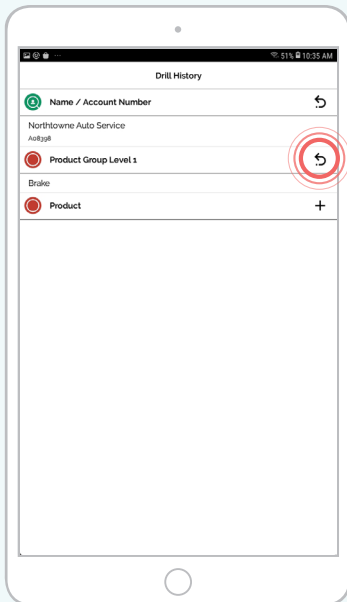 51% 10:35 AM
Drill History
Name / Account Number
Northtowne Auto Service
A08398
Product Group Level 1
Brake
Product